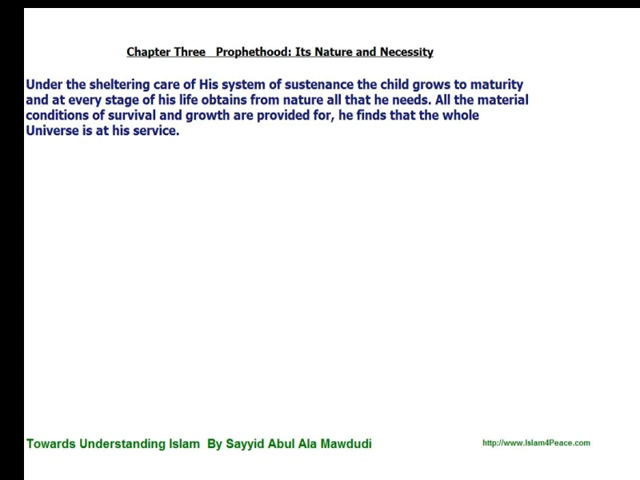 Chapter Three   Prophethood: Its Nature and Necessity
Under the sheltering care of His system of sustenance the child grows to maturity
and at every stage of his life obtains from nature all that he needs. All the material
conditions of survival and growth are provided for, he finds that the whole
Universe is at his service.
Towards Understanding Islam  By Sayyid Abul Ala Mawdudi
http://www.Islam4Peace.com